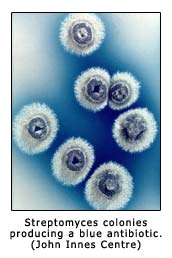 Streptomyces colonies
producing a blue antibiotic.
(John Innes Centre)